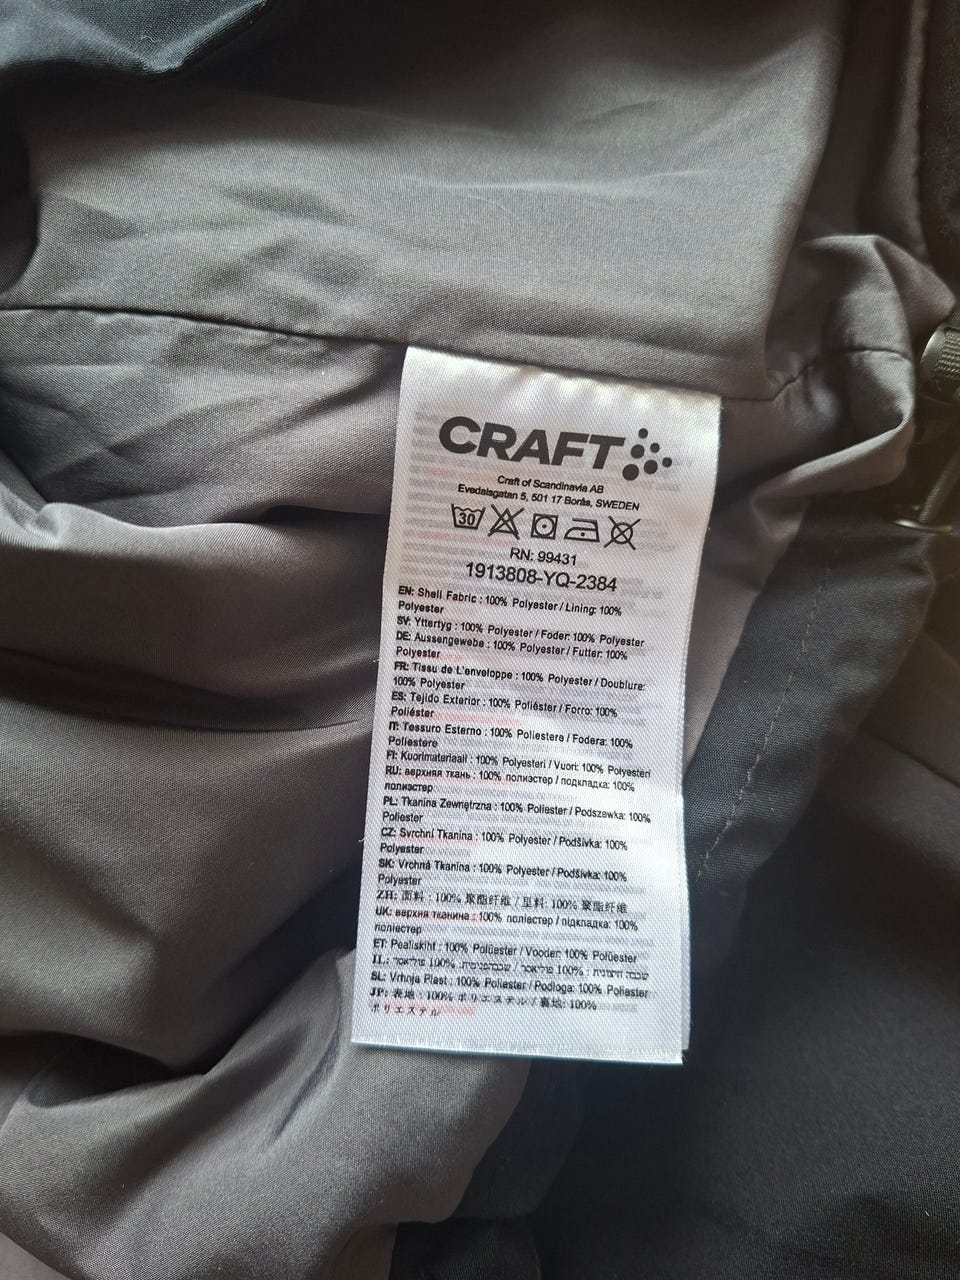 CRAFT
Craft of Scandinavia AB
Evedalsgatan 5, 501 17 Borås, SWEDEN
30
RN: 99431
1913808-YQ-2384
EN: Shell Fabric : 100% Polyester / Lining: 100%
Polyester
SV: Yttertyg : 100% Polyester / Foder: 100% Polyester
DE: Aussengewebe : 100% Polyester / Futter: 100%
Polyester
FR: Tissu de L'enveloppe : 100% Polyester / Doublure:
100% Polyester
ES: Tejido Exterior : 100% Poliéster / Forro: 100%
Poliéster
IT: Tessuro Esterno : 100% Poliestere / Fodera: 100%
Poliestere
FI: Kuorimateriaali : 100% Polyesteri / Vuori: 100% Polyesteri
RU: верхняя ткань : 100% полиэстер / подкладка: 100%
полиэстер
PL: Tkanina Zewnętrzna : 100% Poliester / Podszewka: 100%
Poliester
CZ: Svrchní Tkanina : 100% Polyester / Podšívka: 100%
Polyester
SK: Vrchná Tkanina : 100% Polyester / Podšívka: 100%
Polyester
ZH: 面料 : 100% 聚酯纤维 / 里料: 100% 聚酯纤维
UK: верхня тканина : 100% поліестер / підкладка: 100%
поліестер
ET: Pealiskiht : 100% Polüester / Vooder: 100% Polüester
IL: 100% / 100%
SL: Vrhnja Plast : 100% Poliester / Podloga: 100% Poliester
JP: 表地 : 100% ポリエステル / 裏地: 100%
ポリエステル